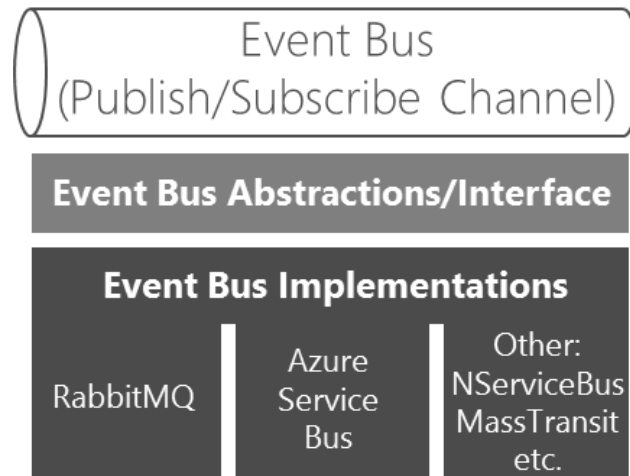 Event Bus
(Publish/Subscribe Channel)
Event Bus Abstractions/Interface
Event Bus Implementations
RabbitMQ
Azure
Service
Bus
Other:
NServiceBus
MassTransit
etc.